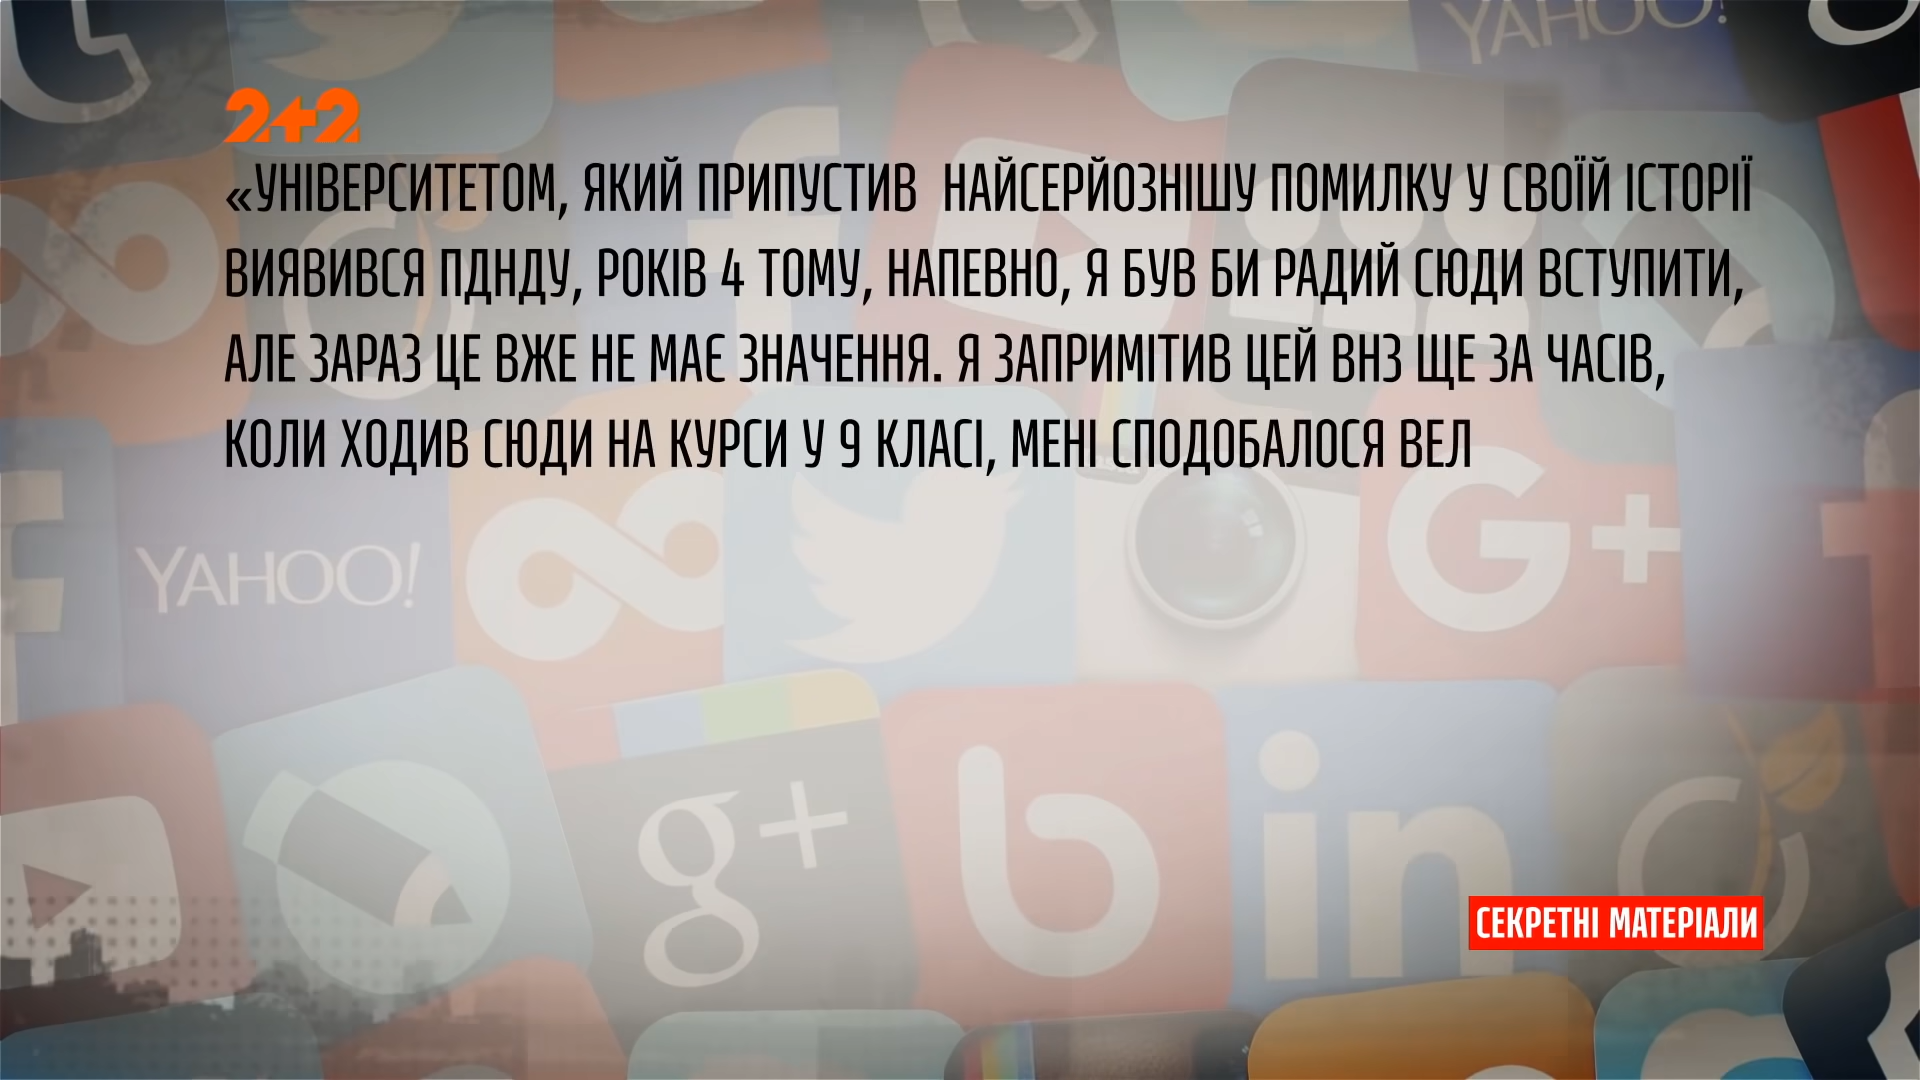 YAHOO!
2+2
«УНІВЕРСИТЕТОМ, ЯКИЙ ПРИПУСТИВ НАЙСЕРЙОЗНІШУ ПОМИЛКУ У СВОЇЙ ІСТОРІЇ
ВИЯВИВСЯ ПДНДУ, РОКІВ 4 ТОМУ, НАПЕВНО, Я БУВ БИ РАДИЙ СЮДИ ВСТУПИТИ,
АЛЕ ЗАРАЗ ЦЕ ВЖЕ НЕ МАЄ ЗНАЧЕННЯ. Я ЗАПРИМІТИВ ЦЕЙ ВНЗ ЩЕ ЗА ЧАСІВ,
КОЛИ ХОДИВ СЮДИ НА КУРСИ У 9 КЛАСІ, МЕНІ СПОДОБАЛОСЯ ВЕЛ
YAHOO!
G+
g+
in
СЕКРЕТНІ МАТЕРІАЛИ